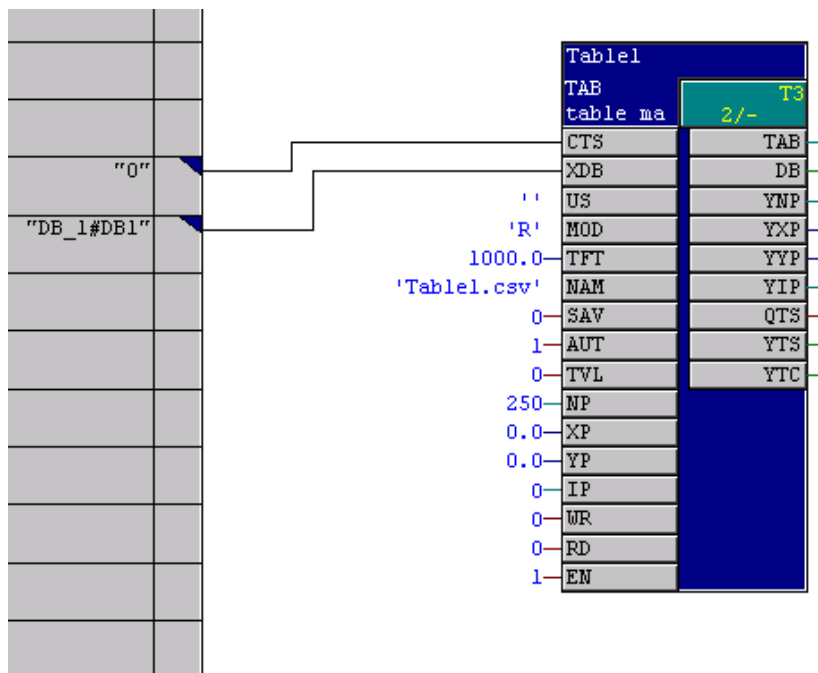 Table1
TAB T3
table ma 2/-
CTS TAB
"0" XDB DB
'' US YNP
"DB_1#DB1" 'R' MOD YXP
1000.0 TFT YYP
'Table1.csv' NAM YIP
0 SAV QTS
1 AUT YTS
0 TVL YTC
250 NP
0.0 XP
0.0 YP
0 IP
0 WR
0 RD
1 EN